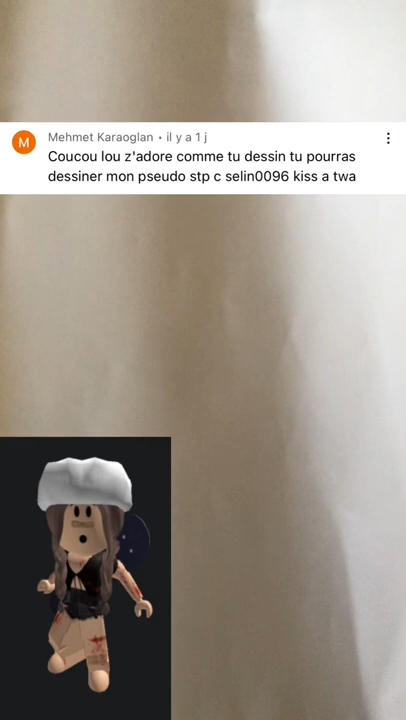 M
Mehmet Karaoglan • il y a 1 j
Coucou lou z'adore comme tu dessin tu pourras
dessiner mon pseudo stp c selin0096 kiss a twa